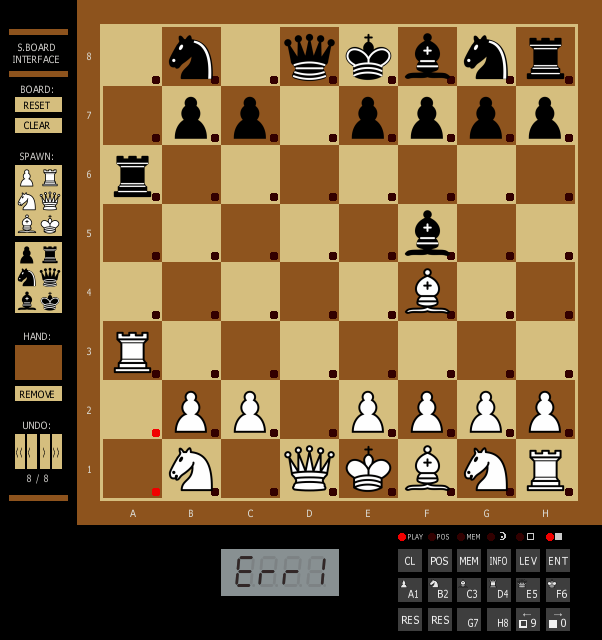 S.BOARD
INTERFACE
BOARD:
RESET
CLEAR
SPAWN:
HAND:
REMOVE
UNDO:
⟨⟨ ⟨ ⟩ ⟩⟩
8 / 8
8
7
6
5
4
3
2
1
A B C D E F G H
PLAY POS MEM
Err1
CL POS MEM INFO LEV ENT
A1 B2 C3 D4 E5 F6
RES RES G7 H8 9 0